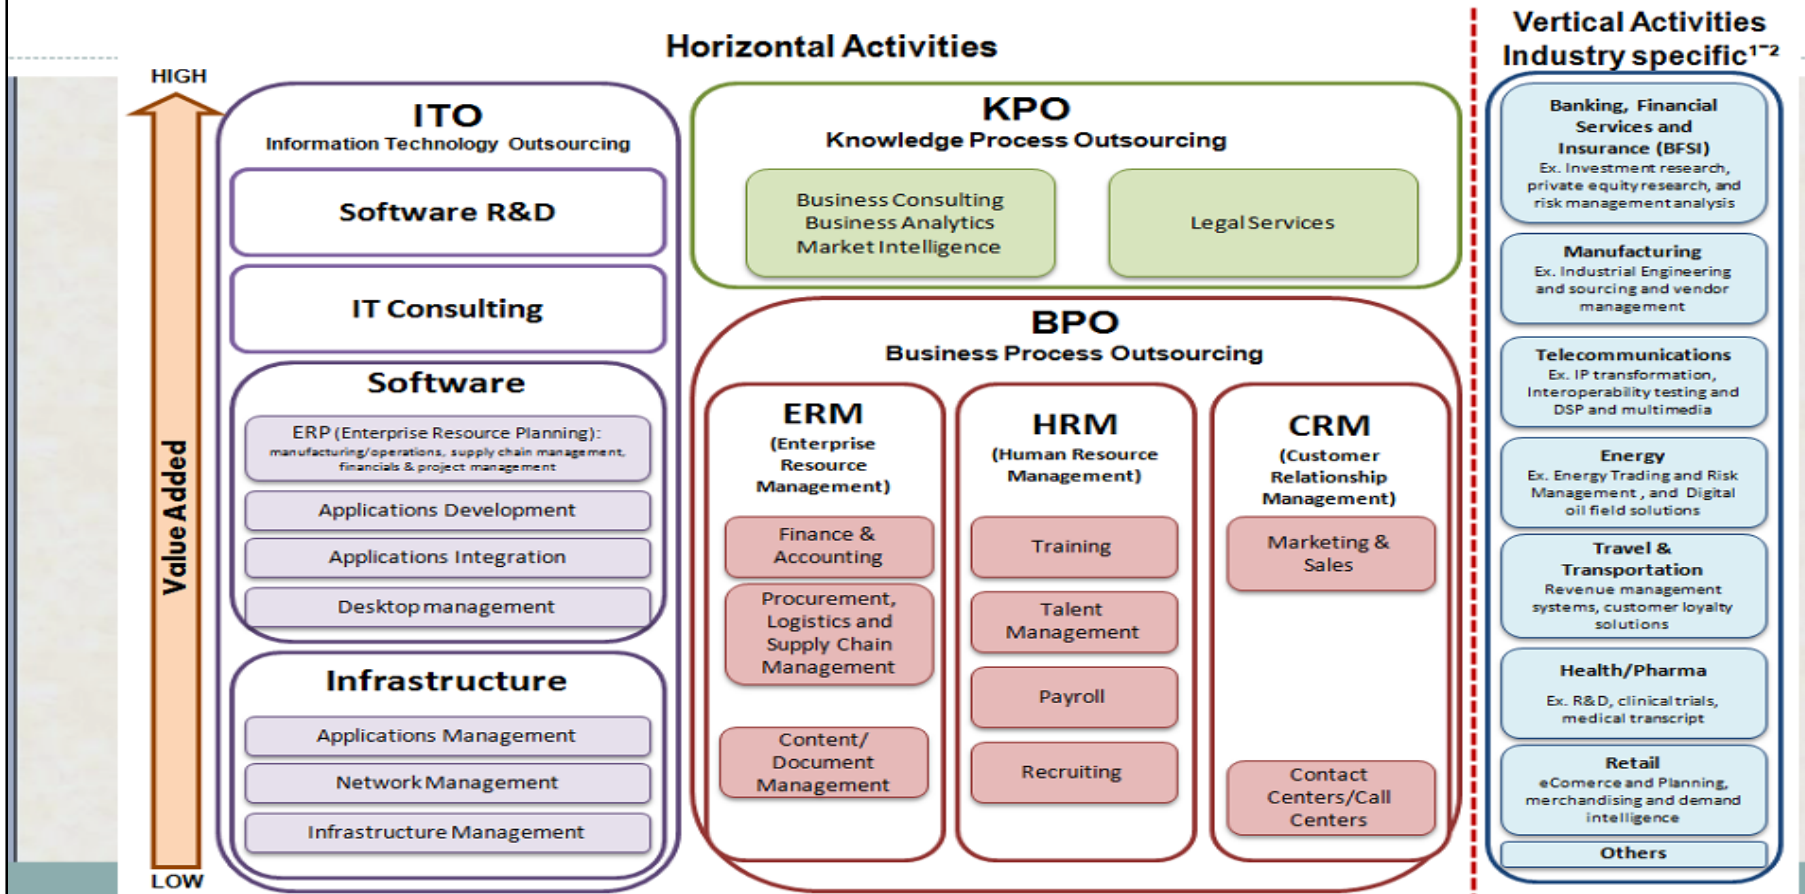 Horizontal Activities
Vertical Activities
Industry specific¹⁻²
HIGH
Value Added
LOW
ITO
Information Technology Outsourcing
Software R&D
IT Consulting
Software
ERP (Enterprise Resource Planning):
manufacturing/operations, supply chain management,
financials & project management
Applications Development
Applications Integration
Desktop management
Infrastructure
Applications Management
Network Management
Infrastructure Management
KPO
Knowledge Process Outsourcing
Business Consulting
Business Analytics
Market Intelligence
Legal Services
BPO
Business Process Outsourcing
ERM
(Enterprise
Resource
Management)
Finance &
Accounting
Procurement,
Logistics and
Supply Chain
Management
Content/
Document
Management
HRM
(Human Resource
Management)
Training
Talent
Management
Payroll
Recruiting
CRM
(Customer
Relationship
Management)
Marketing &
Sales
Contact
Centers/Call
Centers
Banking, Financial
Services and
Insurance (BFSI)
Ex. Investment research,
private equity research, and
risk management analysis
Manufacturing
Ex. Industrial Engineering
and sourcing and vendor
management
Telecommunications
Ex. IP transformation,
Interoperability testing and
DSP and multimedia
Energy
Ex. Energy Trading and Risk
Management , and Digital
oil field solutions
Travel &
Transportation
Revenue management
systems, customer loyalty
solutions
Health/Pharma
Ex. R&D, clinical trials,
medical transcript
Retail
eComerce and Planning,
merchandising and demand
intelligence
Others